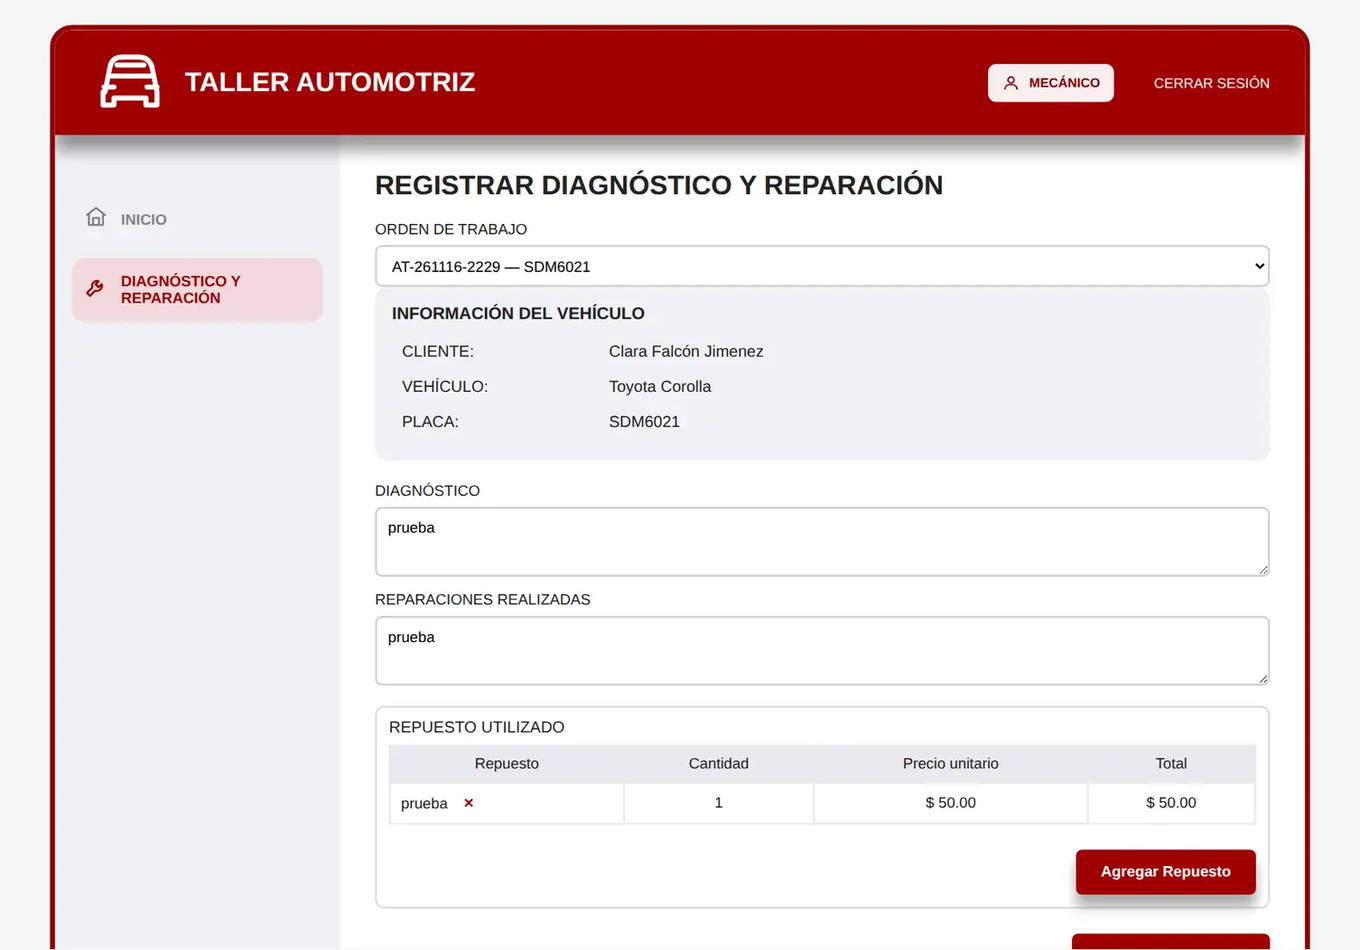 TALLER AUTOMOTRIZ
MECÁNICO
CERRAR SESIÓN
INICIO
DIAGNÓSTICO Y
REPARACIÓN
REGISTRAR DIAGNÓSTICO Y REPARACIÓN
ORDEN DE TRABAJO
AT-261116-2229 — SDM6021
INFORMACIÓN DEL VEHÍCULO
CLIENTE: Clara Falcón Jimenez
VEHÍCULO: Toyota Corolla
PLACA: SDM6021
DIAGNÓSTICO
prueba
REPARACIONES REALIZADAS
prueba
REPUESTO UTILIZADO
Repuesto Cantidad Precio unitario Total
prueba × 1 $ 50.00 $ 50.00
Agregar Repuesto